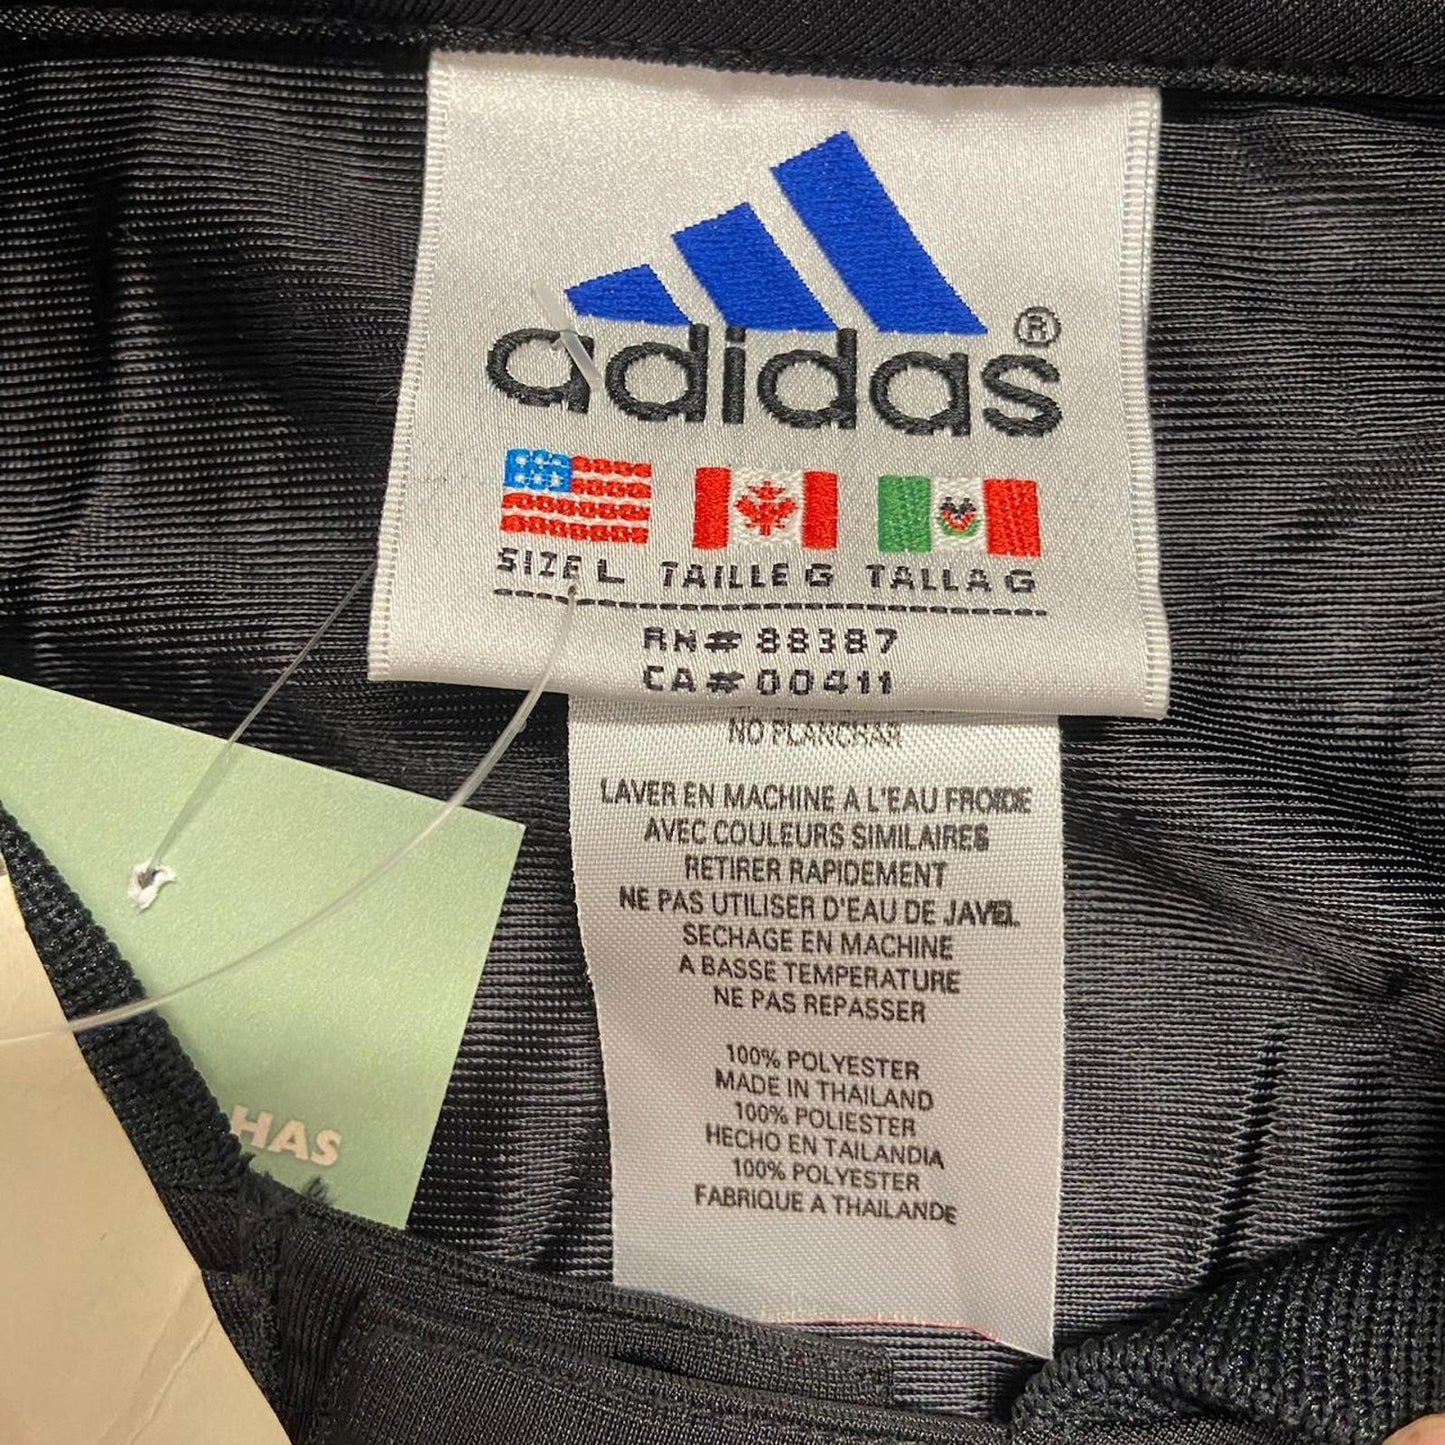 adidas®
SIZE L TAILLE G TALLA G
RN# 88387
CA# 00411
NO PLANCHAR
LAVER EN MACHINE A L'EAU FROIDE
AVEC COULEURS SIMILAIRES
RETIRER RAPIDEMENT
NE PAS UTILISER D'EAU DE JAVEL
SECHAGE EN MACHINE
A BASSE TEMPERATURE
NE PAS REPASSER
100% POLYESTER
MADE IN THAILAND
100% POLIESTER
HECHO EN TAILANDIA
100% POLYESTER
FABRIQUE A THAILANDE
HAS